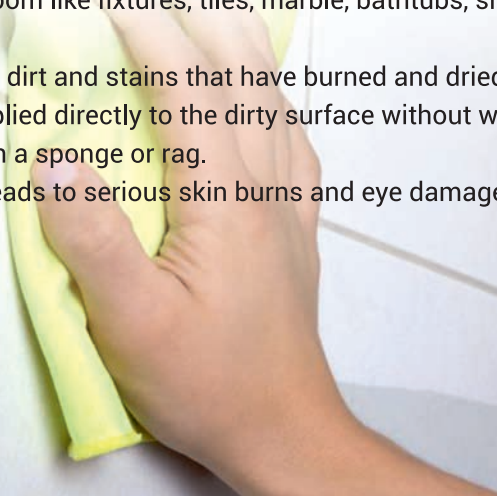 like fixtures, tiles, marble, bathtubs,
dirt and stains that have burned and dried
directly to the dirty surface without
a sponge or rag.
to serious skin burns and eye damage